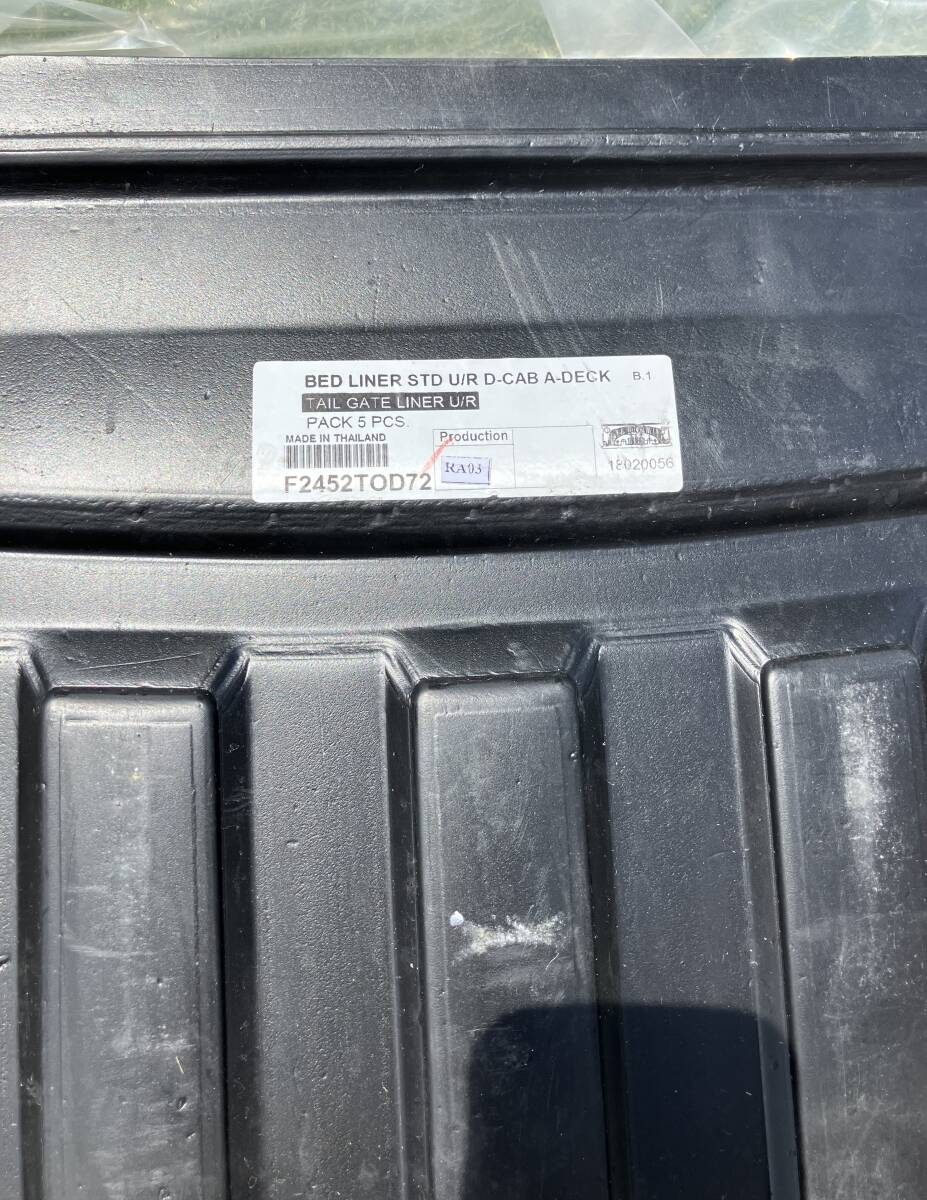 BED LINER STD U/R D-CAB A-DECK B.1
TAIL GATE LINER U/R
PACK 5 PCS.
MADE IN THAILAND
Production
RA03
F2452TOD72
18020056